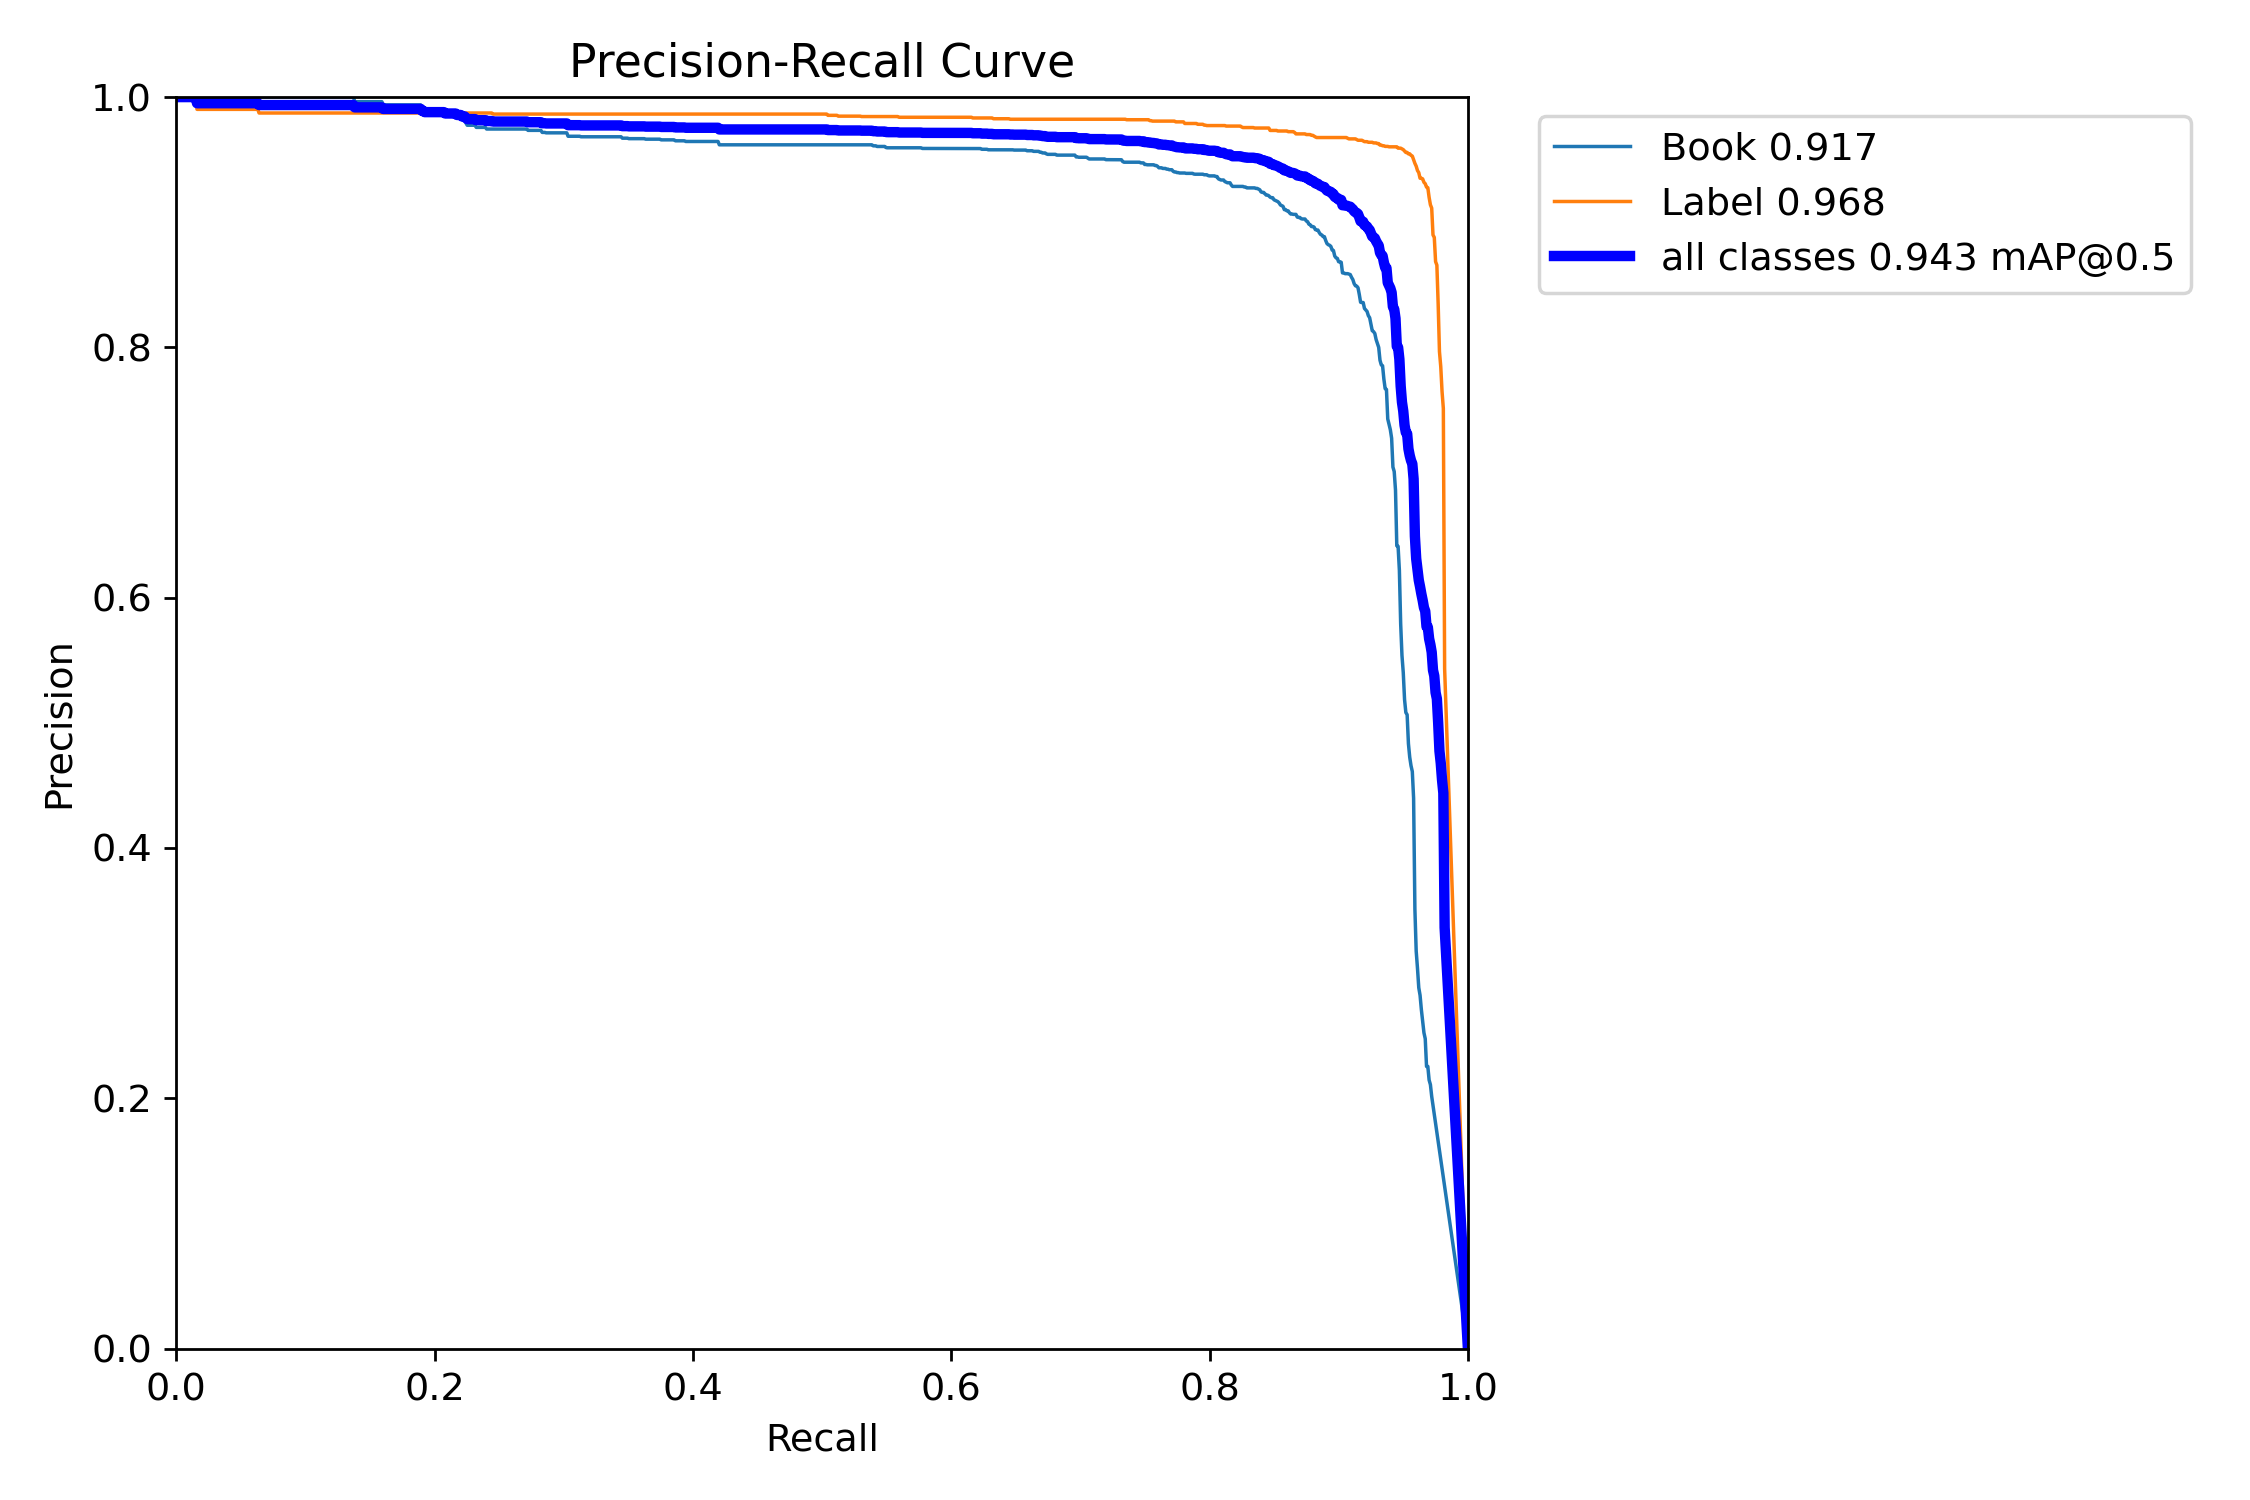 Precision-Recall Curve
1.0
0.8
0.6
0.4
0.2
0.0
Precision
0.0 0.2 0.4 0.6 0.8 1.0
Recall
Book 0.917
Label 0.968
all classes 0.943 mAP@0.5